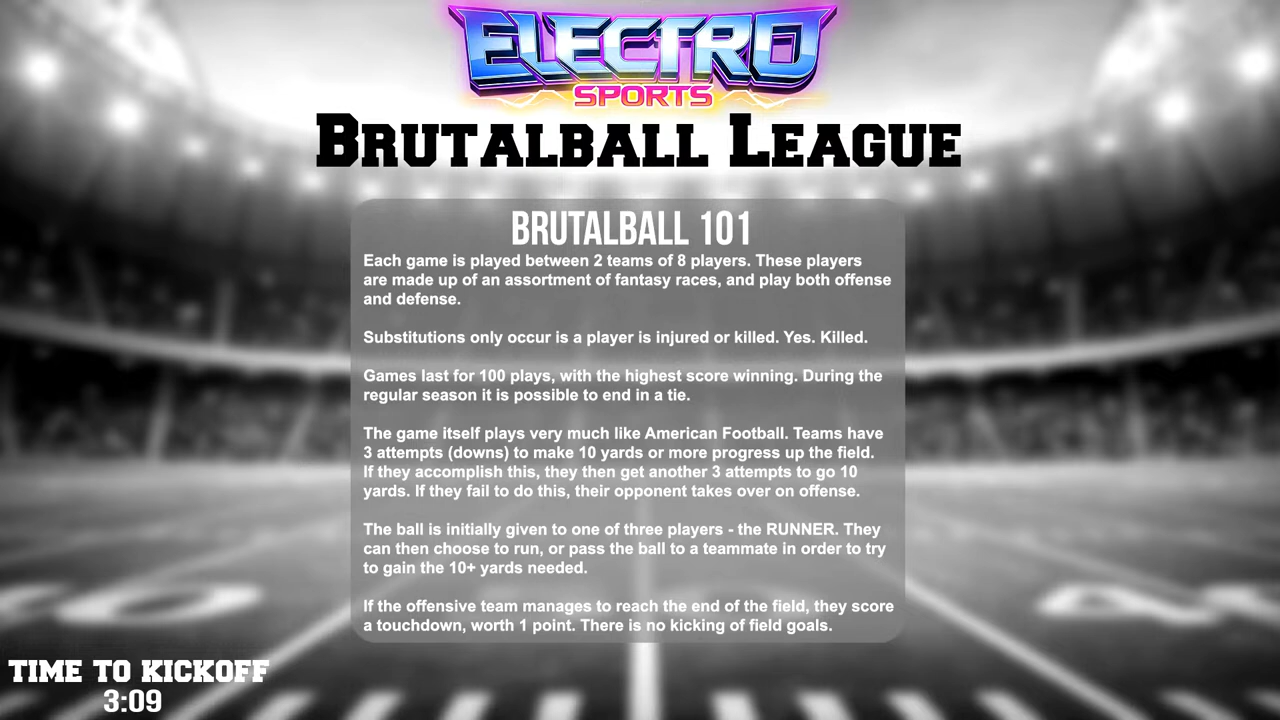 ELECTRO
SPORTS
BRUTALBALL LEAGUE
BRUTALBALL 101
Each game is played between 2 teams of 8 players. These players
are made up of an assortment of fantasy races, and play both offense
and defense.
Substitutions only occur is a player is injured or killed. Yes. Killed.
Games last for 100 plays, with the highest score winning. During the
regular season it is possible to end in a tie.
The game itself plays very much like American Football. Teams have
3 attempts (downs) to make 10 yards or more progress up the field.
If they accomplish this, they then get another 3 attempts to go 10
yards. If they fail to do this, their opponent takes over on offense.
The ball is initially given to one of three players - the RUNNER. They
can then choose to run, or pass the ball to a teammate in order to try
to gain the 10+ yards needed.
If the offensive team manages to reach the end of the field, they score
a touchdown, worth 1 point. There is no kicking of field goals.
TIME TO KICKOFF
3:09